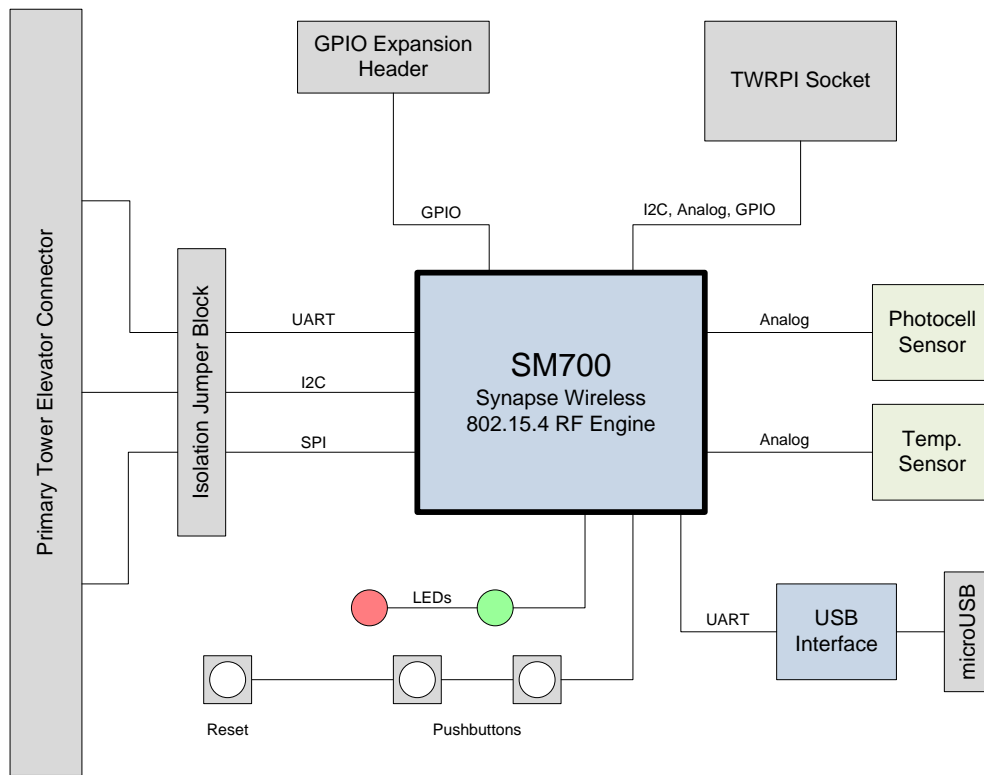 GPIO Expansion
Header
TWRPI Socket
GPIO
I2C, Analog, GPIO
Primary Tower Elevator Connector
Isolation Jumper Block
UART
I2C
SPI
SM700
Synapse Wireless
802.15.4 RF Engine
Analog
Photocell
Sensor
Analog
Temp.
Sensor
LEDs
UART
USB
Interface
microUSB
Reset
Pushbuttons